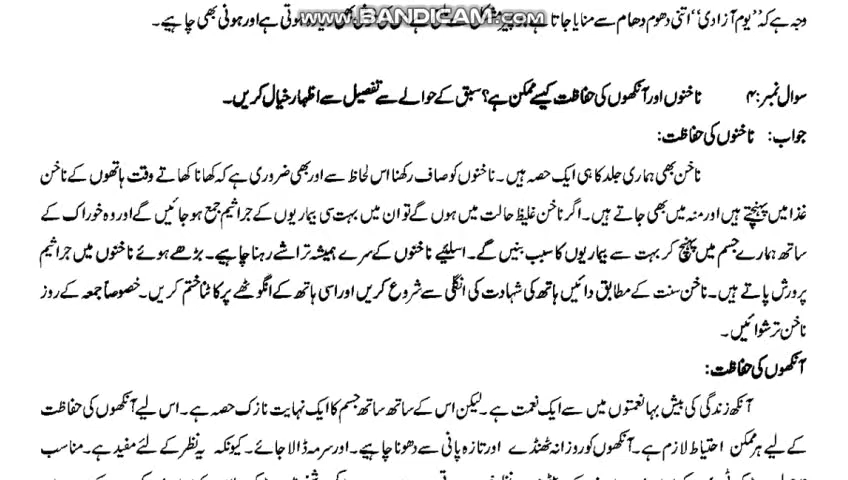 www.BANDICAM.com
وجہ ہے کہ ”یوم آزادی“ اتنی دھوم دھام سے منایا جاتا ہے ہوتی ہے اور ہونی بھی چاہیے۔
سوال نمبر: ۴ ناخنوں اور آنکھوں کی حفاظت کیسے ممکن ہے؟ سبق کے حوالے سے تفصیل سے اظہار خیال کریں۔
جواب: ناخنوں کی حفاظت:
ناخن بھی ہماری جلد کا ہی ایک حصہ ہیں۔ ناخنوں کو صاف رکھنا اس لحاظ سے اور بھی ضروری ہے کہ کھانا کھاتے وقت ہاتھوں کے ناخن
غذا میں پہنچتے ہیں اور منہ میں بھی جاتے ہیں۔ اگر ناخن غلیظ حالت میں ہوں گے تو ان میں بہت سی بیماریوں کے جراثیم جمع ہو جائیں گے اور وہ خوراک کے
ساتھ ہمارے جسم میں پہنچ کر بہت سے بیماریوں کا سبب بنیں گے۔ اسلیئے ناخنوں کے سرے ہمیشہ تراشے رہنا چاہیے۔ بڑھے ہوئے ناخنوں میں جراثیم
پرورش پاتے ہیں۔ ناخن سنت کے مطابق دائیں ہاتھ کی شہادت کی انگلی سے شروع کریں اور اسی ہاتھ کے انگوٹھے پر کاٹنا ختم کریں۔ خصوصاً جمعہ کے روز
ناخن ترشوائیں۔
آنکھوں کی حفاظت:
آنکھ زندگی کی بیش بہا نعمتوں میں سے ایک نعمت ہے۔ لیکن اس کے ساتھ ساتھ جسم کا ایک نہایت نازک حصہ ہے۔ اس لیے آنکھوں کی حفاظت
کے لیے ہر ممکن احتیاط لازم ہے۔ آنکھوں کو روزانہ ٹھنڈے اور تازہ پانی سے دھونا چاہیے۔ اور سرمہ ڈالا جائے۔ کیونکہ یہ نظر کے لئے مفید ہے۔ مناسب